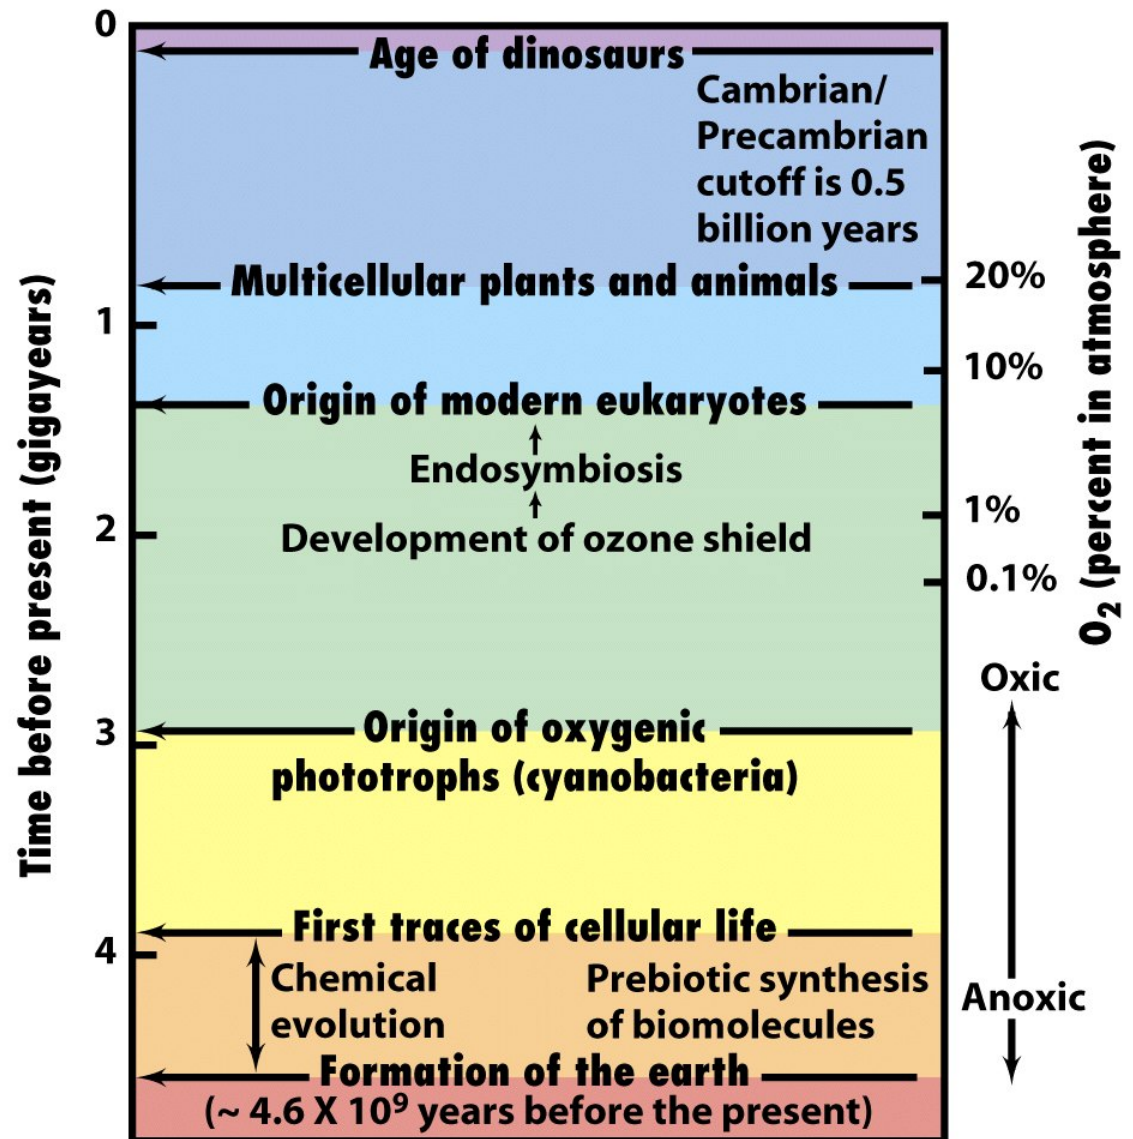 0
Age of dinosaurs
Cambrian/
Precambrian
cutoff is 0.5
billion years
Multicellular plants and animals
20%
1
10%
Origin of modern eukaryotes
Endosymbiosis
1%
2
Development of ozone shield
0.1%
Oxic
Origin of oxygenic
3
phototrophs (cyanobacteria)
First traces of cellular life
4
Chemical
evolution
Prebiotic synthesis
of biomolecules
Anoxic
Formation of the earth
(~ 4.6 X 10⁹ years before the present)
Time before present (gigayears)
O₂ (percent in atmosphere)